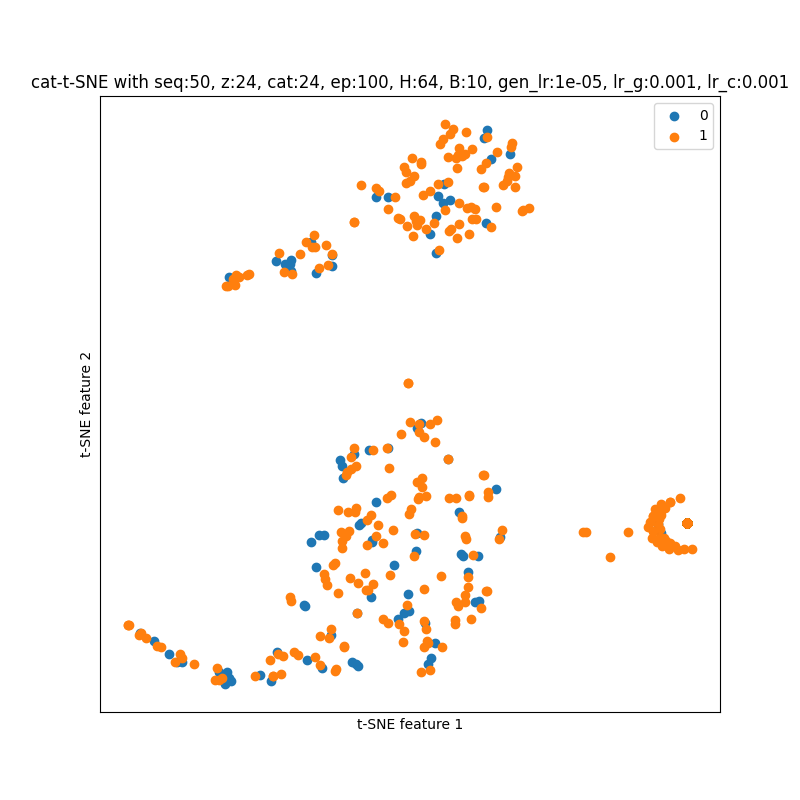 cat-t-SNE with seq:50, z:24, cat:24, ep:100, H:64, B:10, gen_lr:1e-05, lr_g:0.001, lr_c:0.001
0
1
t-SNE feature 2
t-SNE feature 1